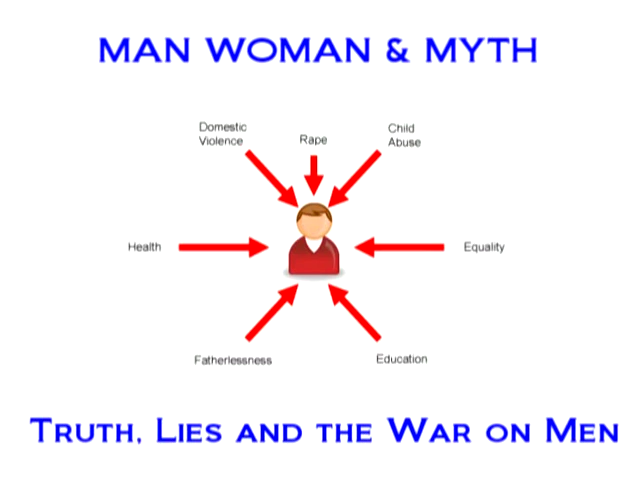 MAN WOMAN & MYTH
Domestic
Violence
Rape
Child
Abuse
Health
Equality
Fatherlessness
Education
TRUTH, LIES AND THE WAR ON MEN